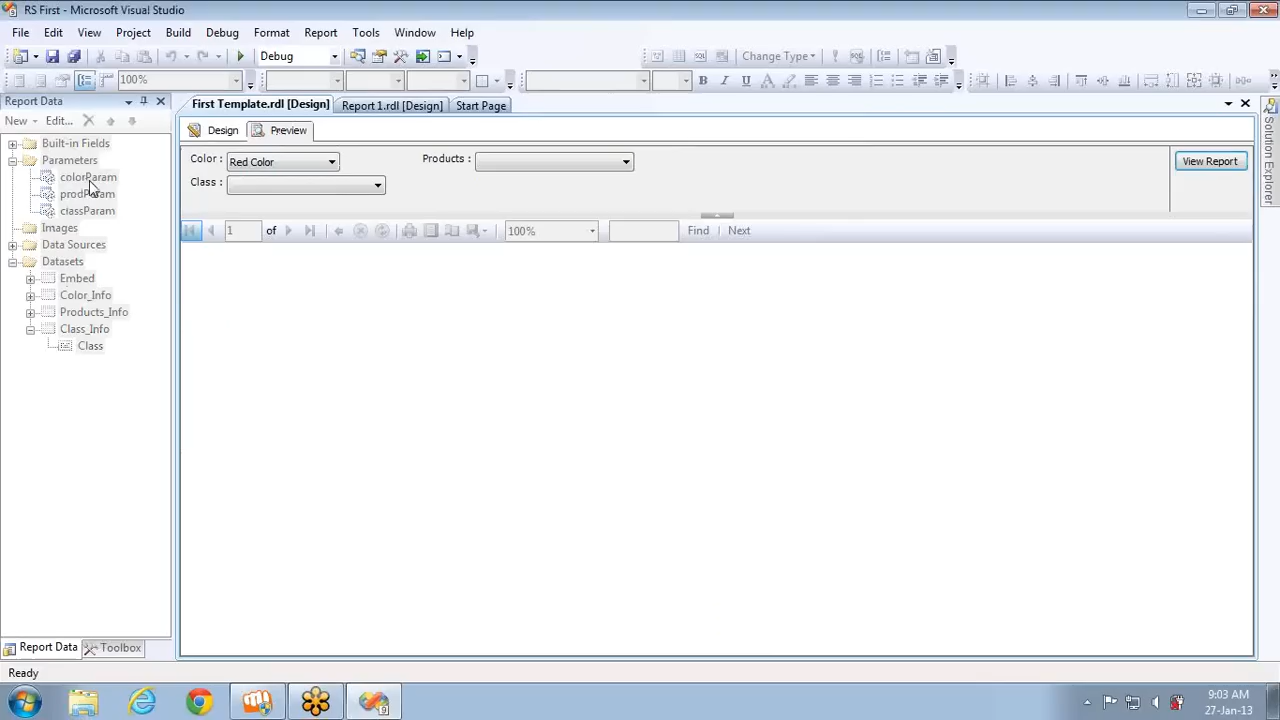 RS First - Microsoft Visual Studio
File Edit View Project Build Debug Format Report Tools Window Help
Debug
Change Type
100%
Report Data
New Edit...
Built-in Fields
Parameters
colorParam
prodParam
classParam
Images
Data Sources
Datasets
Embed
Color_Info
Products_Info
Class_Info
Class
Report Data Toolbox
First Template.rdl [Design] Report 1.rdl [Design] Start Page
Design Preview
Color : Red Color Products : View Report
Class :
1 of 100% Find Next
Solution Explorer
Ready
9:03 AM
27-Jan-13